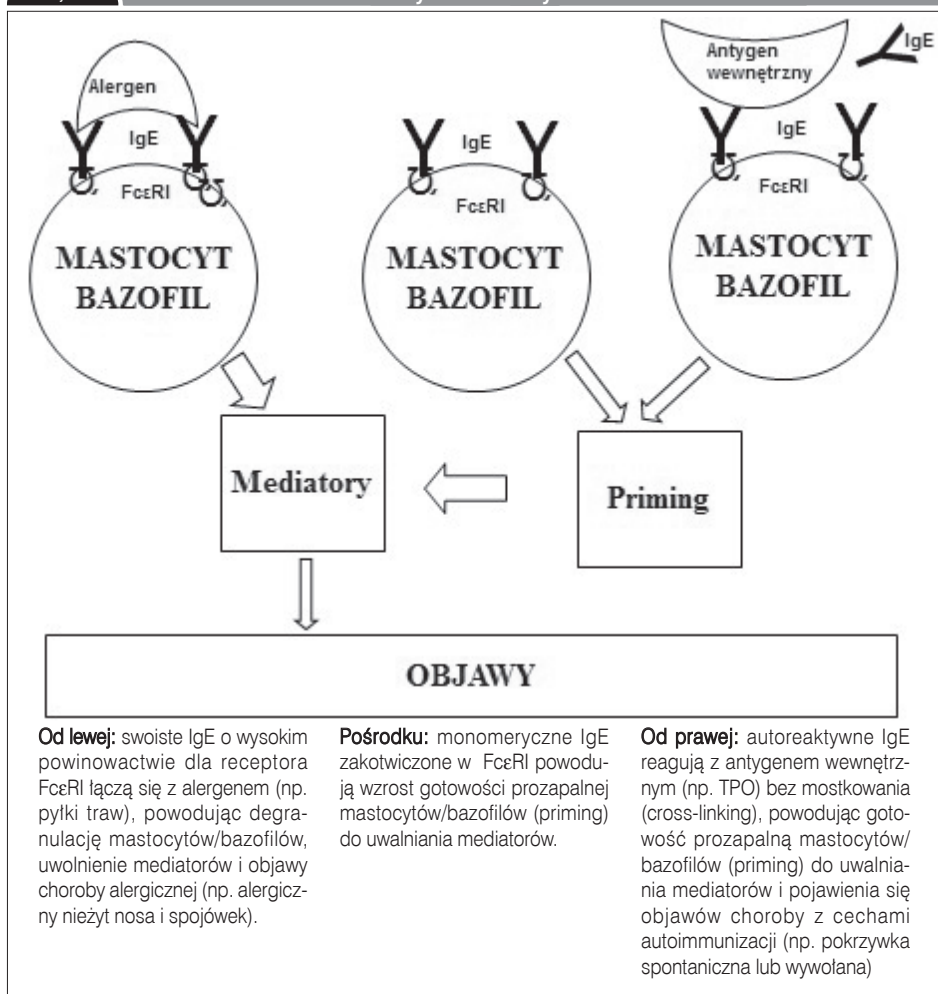 Alergen
IgE
FcεRI
MASTOCYT
BAZOFIL
IgE
FcεRI
MASTOCYT
BAZOFIL
Antygen
wewnętrzny
IgE
IgE
FcεRI
MASTOCYT
BAZOFIL
Mediatory
Priming
OBJAWY
Od lewej: swoiste IgE o wysokim
powinowactwie dla receptora
FcεRI łączą się z alergenem (np.
pyłki traw), powodując degra-
nulację mastocytów/bazofilów,
uwolnienie mediatorów i objawy
choroby alergicznej (np. alergicz-
ny nieżyt nosa i spojówek).
Pośrodku: monomeryczne IgE
zakotwiczone w FcεRI powodu-
ją wzrost gotowości prozapalnej
mastocytów/bazofilów (priming)
do uwalniania mediatorów.
Od prawej: autoreaktywne IgE
reagują z antygenem wewnętrz-
nym (np. TPO) bez mostkowania
(cross-linking), powodując goto-
wość prozapalną mastocytów/
bazofilów (priming) do uwalnia-
nia mediatorów i pojawienia się
objawów choroby z cechami
autoimmunizacji (np. pokrzywka
spontaniczna lub wywołana)